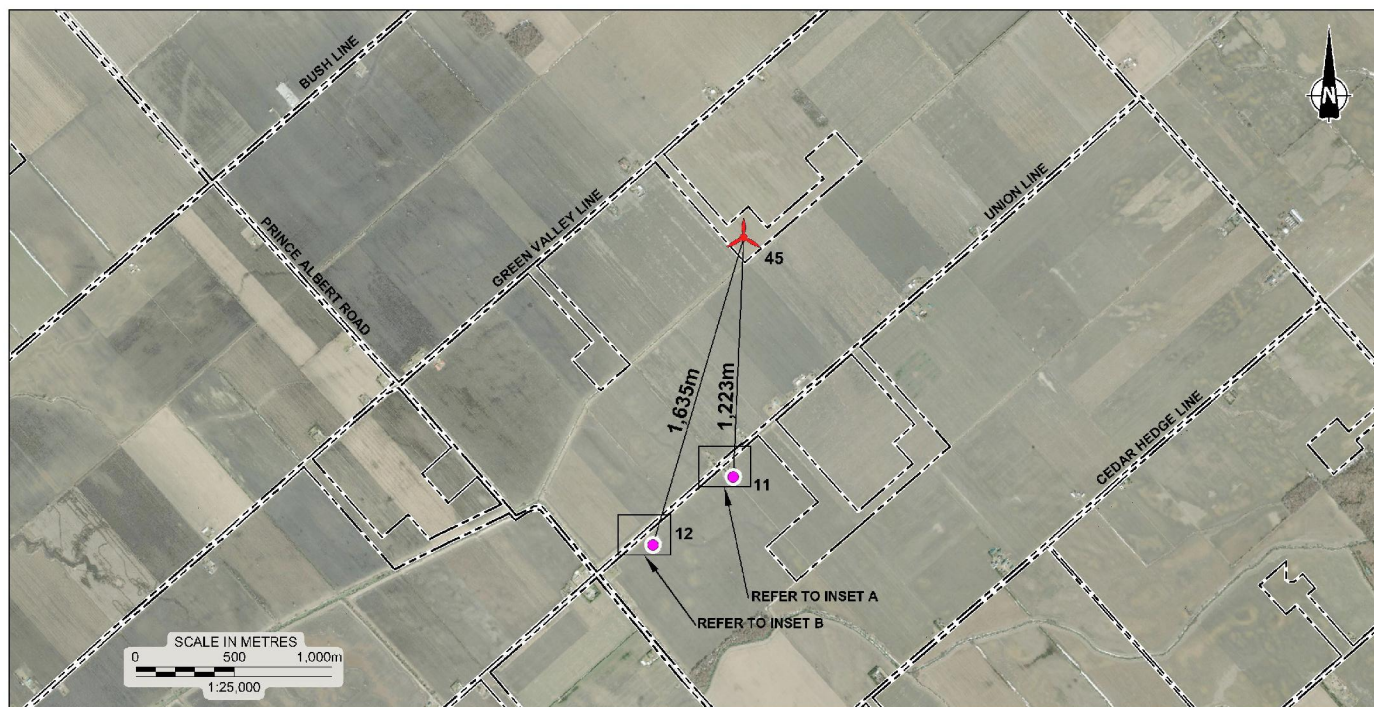 BUSH LINE
N
PRINCE ALBERT ROAD
GREEN VALLEY LINE
UNION LINE
45
1,635m
1,223m
CEDAR HEDGE LINE
11
12
REFER TO INSET A
REFER TO INSET B
SCALE IN METRES
0 500 1,000m
1:25,000